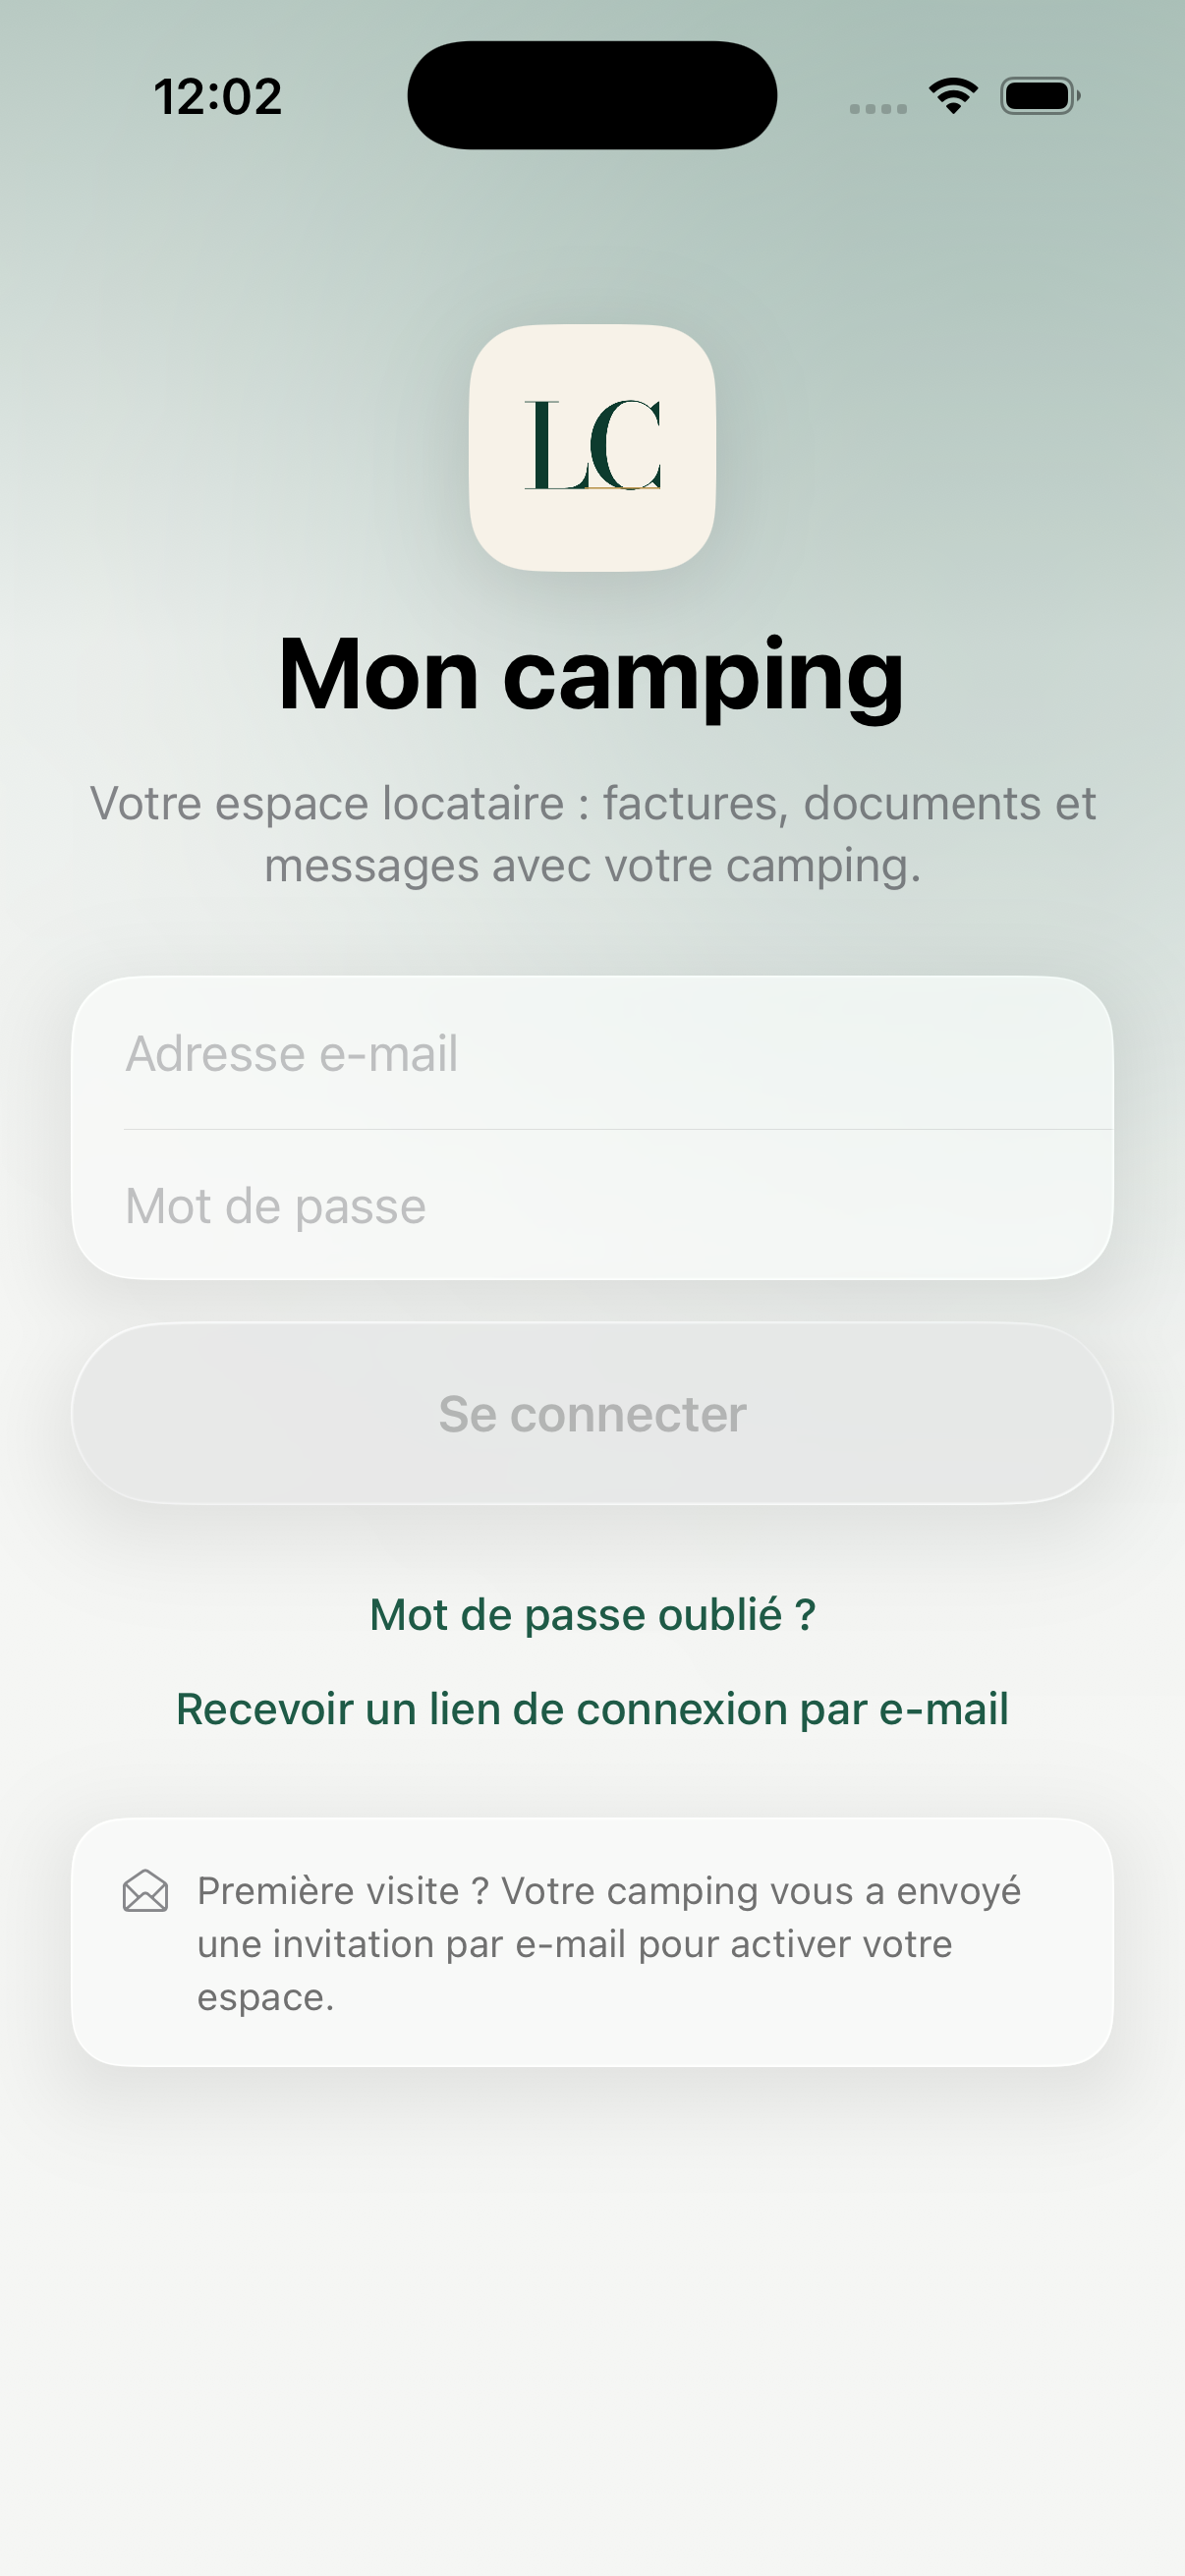 12:02
LC
Mon camping
Votre espace locataire : factures, documents et
messages avec votre camping.
Adresse e-mail
Mot de passe
Se connecter
Mot de passe oublié ?
Recevoir un lien de connexion par e-mail
Première visite ? Votre camping vous a envoyé
une invitation par e-mail pour activer votre
espace.